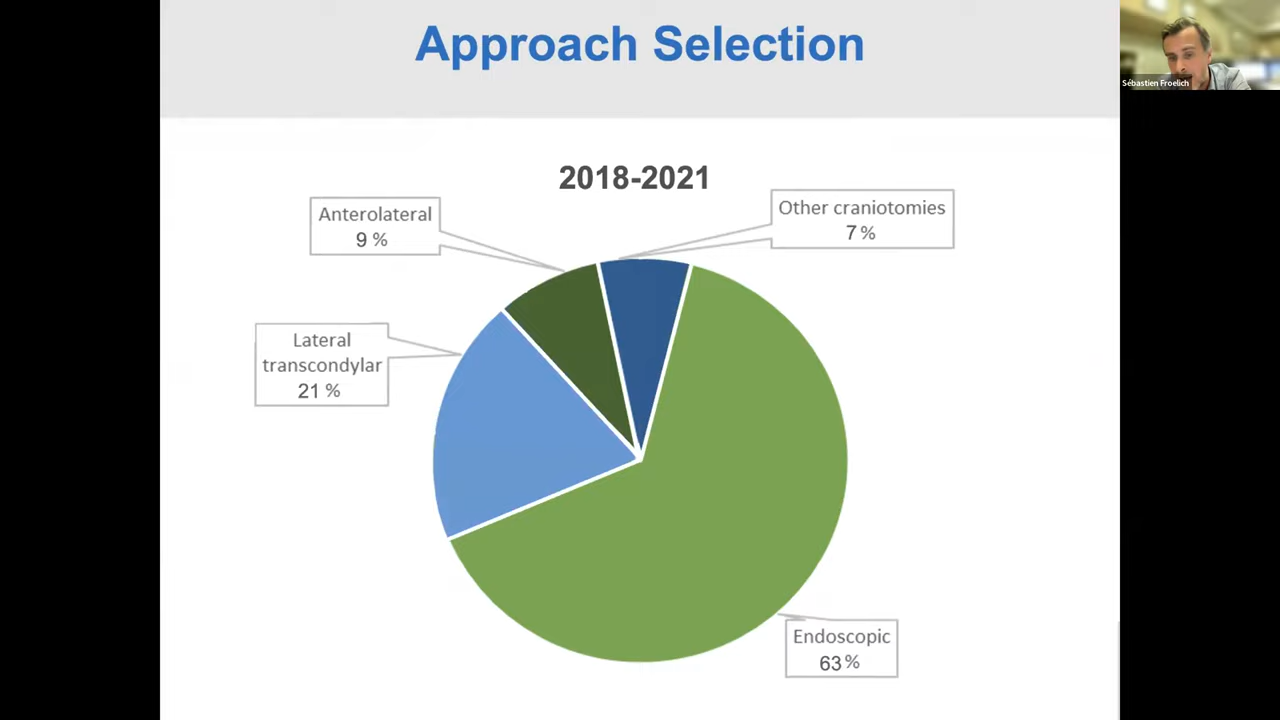 Approach Selection
Sébastien Froelich
2018-2021
Anterolateral
9 %
Other craniotomies
7 %
Lateral
transcondylar
21 %
Endoscopic
63 %